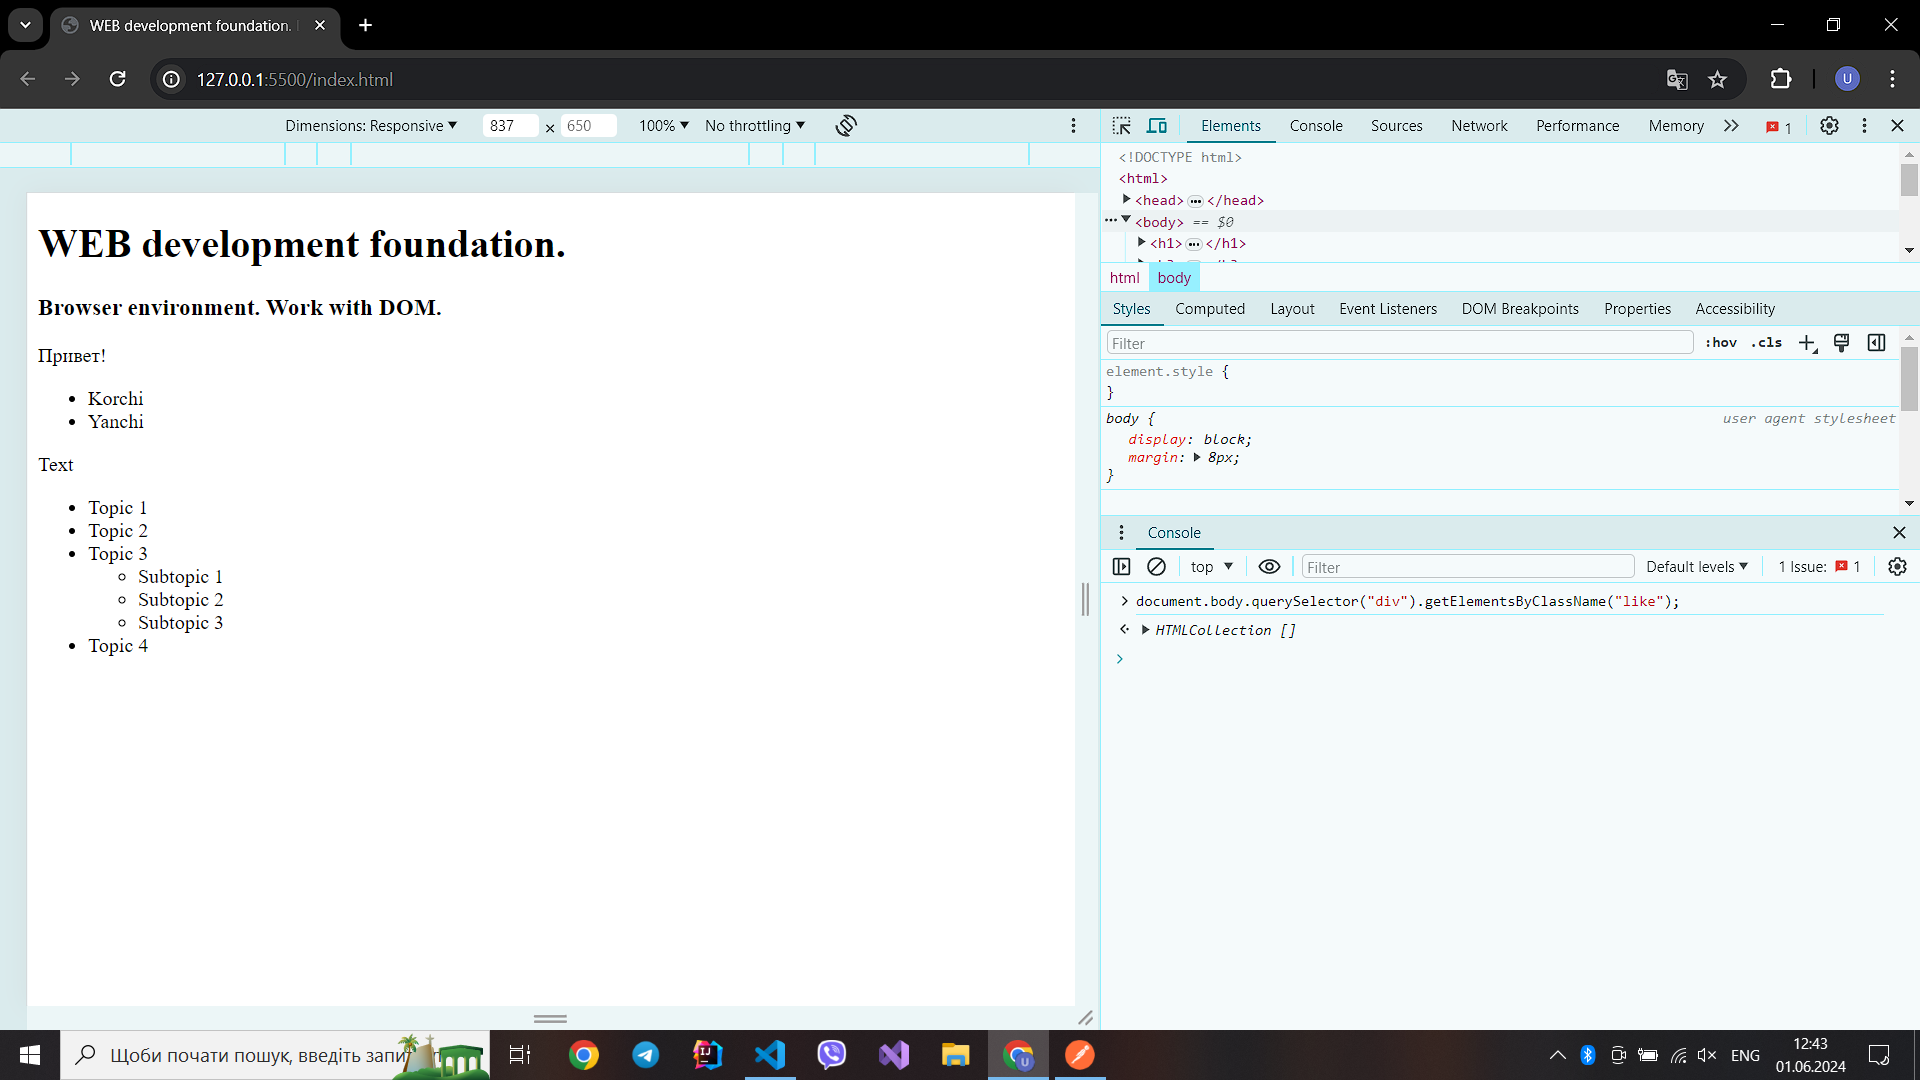 WEB development foundation.
127.0.0.1:5500/index.html
U
Dimensions: Responsive 837 × 650 100% No throttling
Elements Console Sources Network Performance Memory 1
<!DOCTYPE html>
<html>
<head> ••• </head>
••• <body> == $0
<h1> ••• </h1>
html body
Styles Computed Layout Event Listeners DOM Breakpoints Properties Accessibility
Filter :hov .cls
element.style {
}
body { user agent stylesheet
display: block;
margin: 8px;
}
Console
top Filter Default levels 1 Issue: 1
document.body.querySelector("div").getElementsByClassName("like");
HTMLCollection []
WEB development foundation.
Browser environment. Work with DOM.
Привет!
Korchi
Yanchi
Text
Topic 1
Topic 2
Topic 3
Subtopic 1
Subtopic 2
Subtopic 3
Topic 4
Щоби почати пошук, введіть
ENG
12:43
01.06.2024